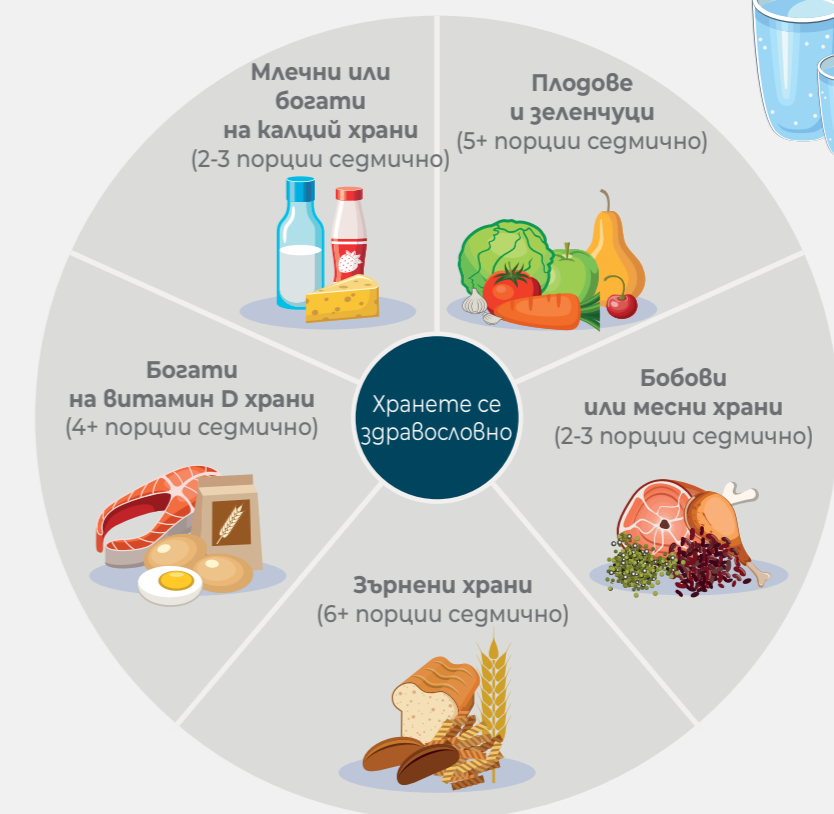 Млечни или
богати
на калций храни
(2-3 порции седмично)
Плодове
и зеленчуци
(5+ порции седмично)
Богати
на витамин D храни
(4+ порции седмично)
Хранете се
здравословно
Бобови
или месни храни
(2-3 порции седмично)
Зърнени храни
(6+ порции седмично)